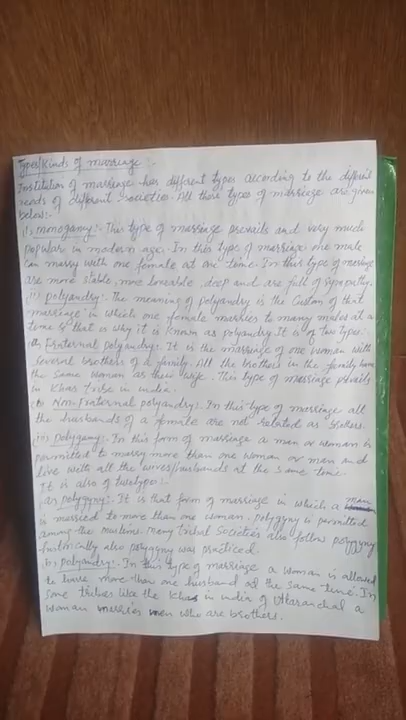 Types/Kinds of marriage :-
Institution of marriage has different types according to the different
needs of different societies. All these types of marriage are given
below:-
(i) monogamy:- This type of marriage prevails and very much
popular in modern age. In this type of marriage one male
can marry with one female at one time. In this type of marriage
are more stable, more loveable, deep and are full of sympathy.
(ii) polyandry:- The meaning of polyandry is the custom of that
marriage in which one female marries to many males at a
time & that is why it is known as polyandry. It is of two types:-
(a) Fraternal polyandry:- It is the marriage of one woman with
several brothers of a family. All the brothers in the family have
the same woman as their wife. This type of marriage prevails
in Khas tribe in india.
Non-fraternal polyandry:- In this type of marriage all
the husbands of a female are not related as brothers.
(iii) polygamy:- In this form of marriage a man or woman is
permitted to marry more than one woman or man and
live with all the wives/husbands at the same time.
It is also of two types:-
(a) polygyny:- It is that form of marriage in which a man
is married to more than one woman. polygyny is permitted
among the muslims. many tribal societies also follow polygyny
historically also polygyny was practiced.
polyandry:- In this type of marriage a woman is allowed
to have more than one husband at the same time. In
some tribes like the Khas in india of Uttaranchal a
woman marries men who are brothers.